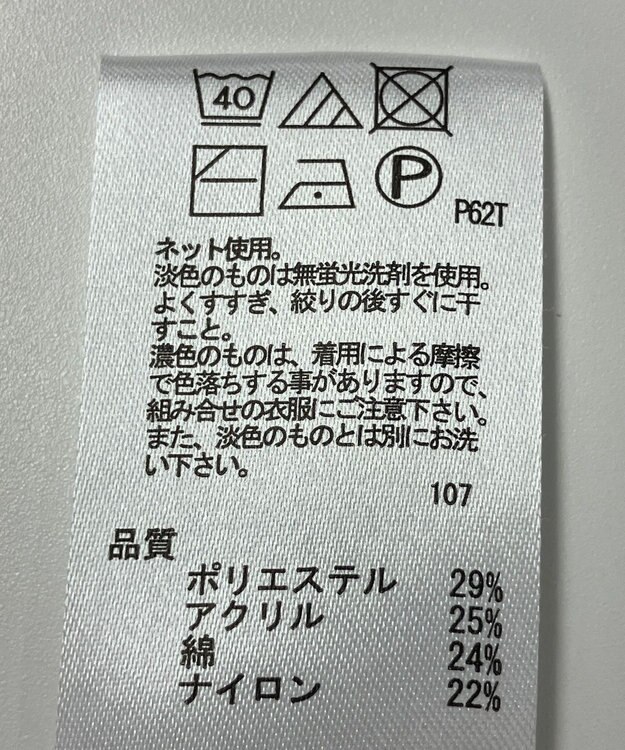 40
P
P62T
ネット使用。
淡色のものは無蛍光洗剤を使用。
よくすすぎ、絞りの後すぐに干
すこと。
濃色のものは、着用による摩擦
で色落ちする事がありますので、
組み合せの衣服にご注意下さい。
また、淡色のものとは別にお洗
い下さい。
107
品質
ポリエステル 29%
アクリル 25%
綿 24%
ナイロン 22%